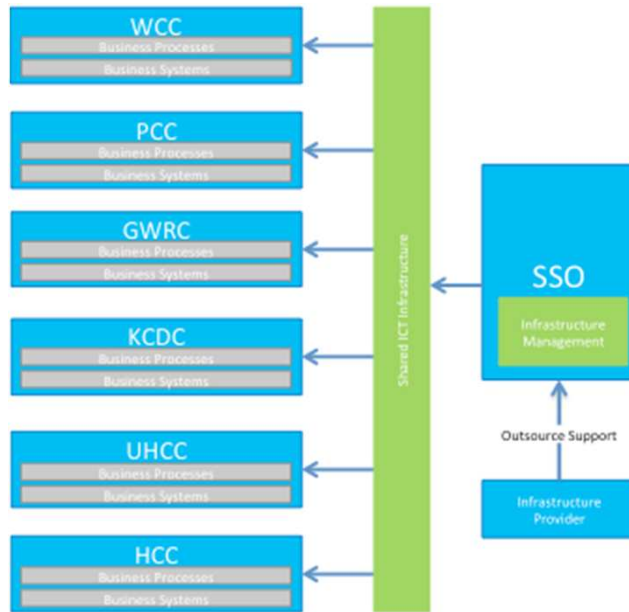 WCC
Business Processes
Business Systems
PCC
Business Processes
Business Systems
GWRC
Business Processes
Business Systems
KCDC
Business Processes
Business Systems
UHCC
Business Processes
Business Systems
HCC
Business Processes
Business Systems
Shared ICT Infrastructure
SSO
Infrastructure
Management
Outsource Support
Infrastructure
Provider